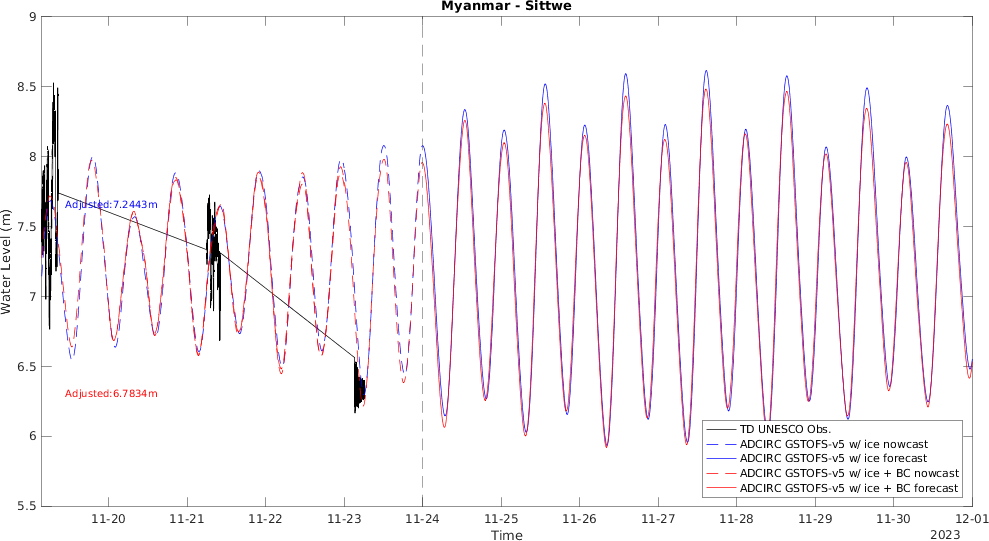 Myanmar - Sittwe
Water Level (m)
9
8.5
8
7.5
7
6.5
6
5.5
Adjusted:7.2443m
Adjusted:6.7834m
TD UNESCO Obs.
ADCIRC GSTOFS-v5 w/ ice nowcast
ADCIRC GSTOFS-v5 w/ ice forecast
ADCIRC GSTOFS-v5 w/ ice + BC nowcast
ADCIRC GSTOFS-v5 w/ ice + BC forecast
11-20 11-21 11-22 11-23 11-24 11-25 11-26 11-27 11-28 11-29 11-30 12-01
Time
2023